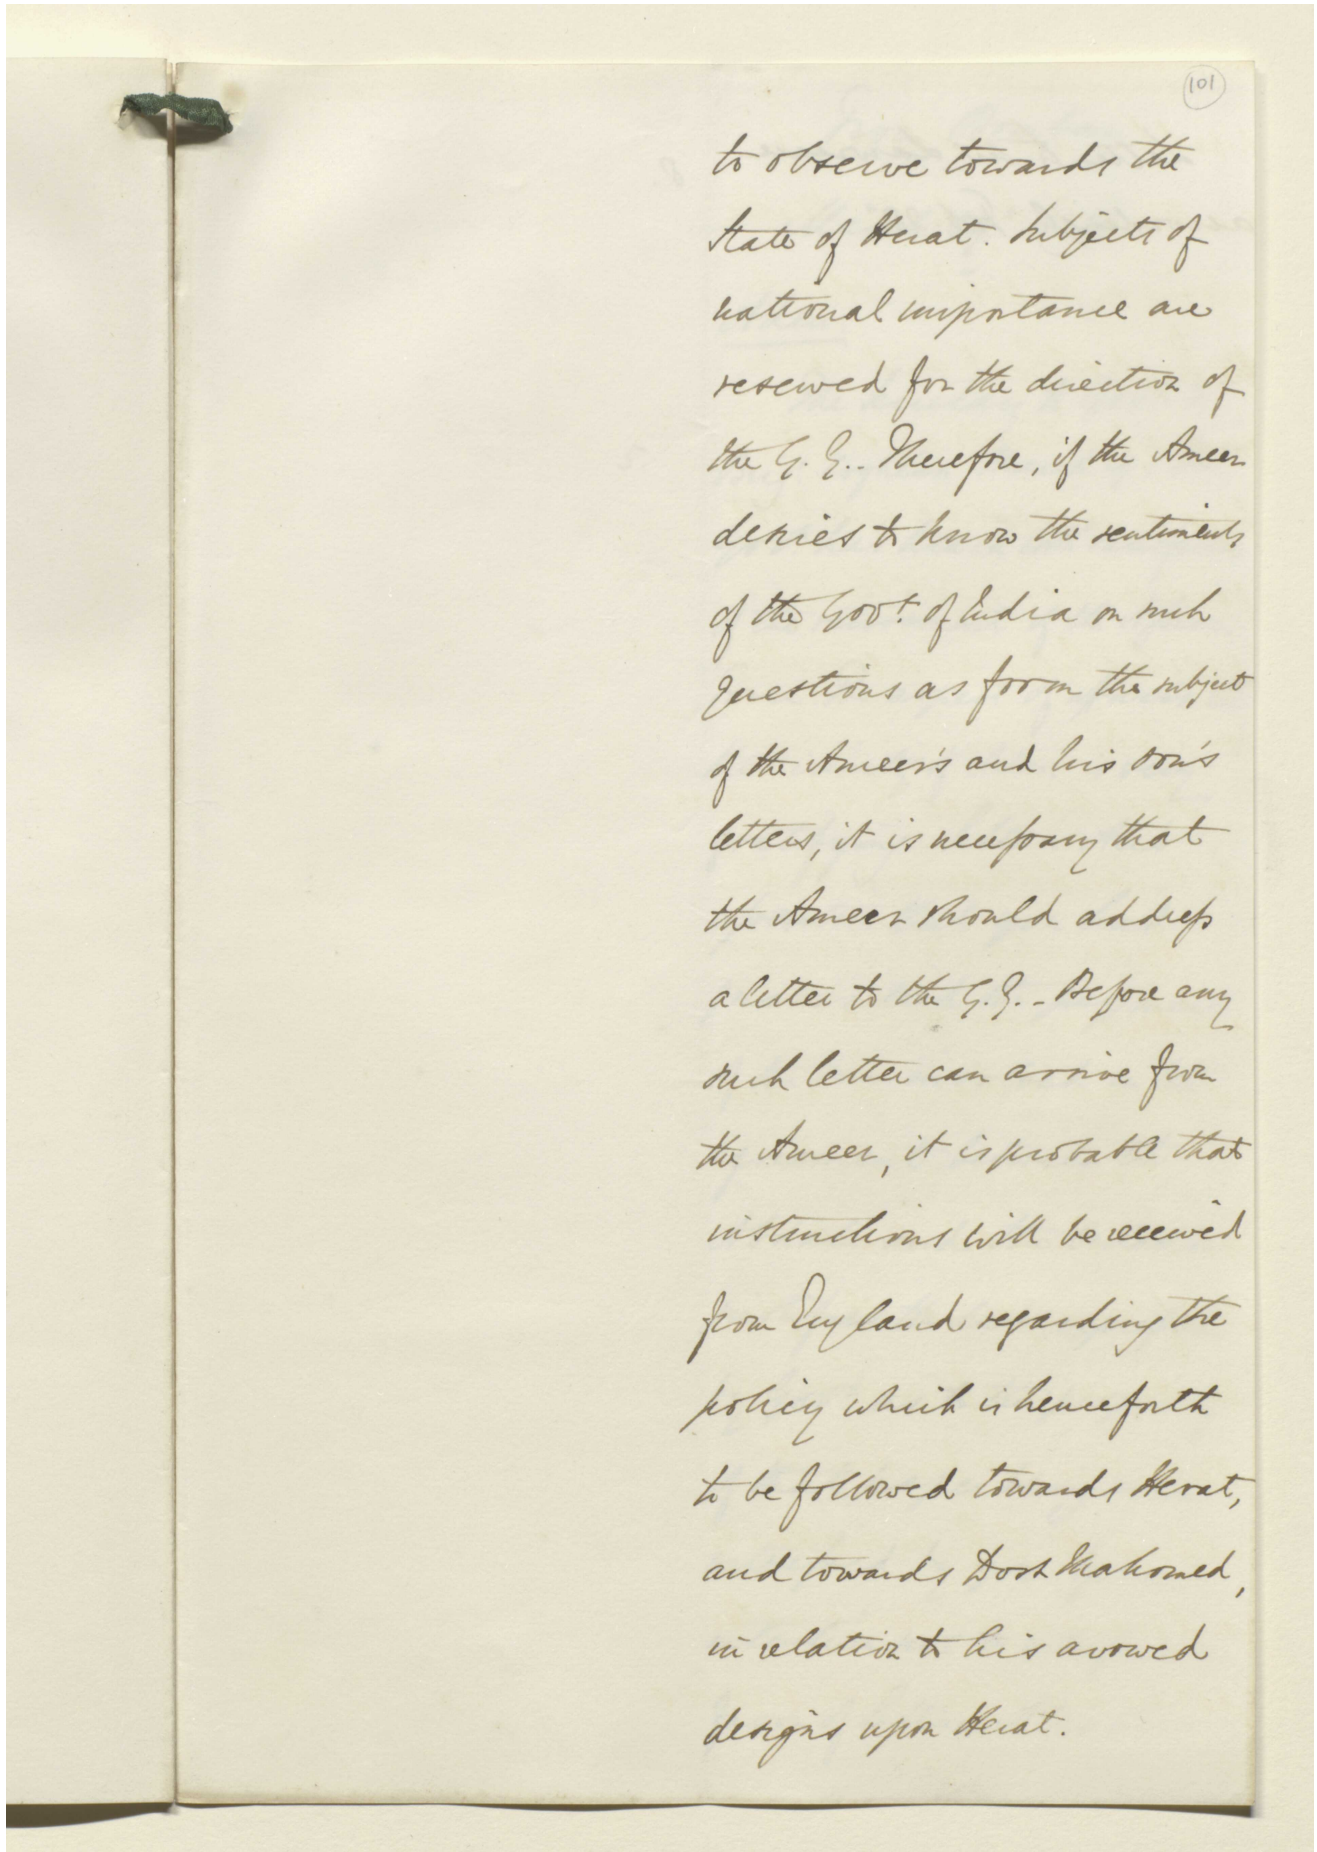 101
to observe towards the
State of Herat. Subjects of
national importance are
reserved for the direction of
the G. G.. Therefore, if the Ameer
desires to know the sentiments
of the Govt. of India on such
questions as form the subject
of the Ameer's and his son's
letters, it is necessary that
the Ameer should address
a letter to the G.G. - Before any
such letter can arrive from
the Ameer, it is probable that
instructions will be received
from England regarding the
policy which is henceforth
to be followed towards Herat,
and towards Dost Mahomed,
in relation to his avowed
designs upon Herat.